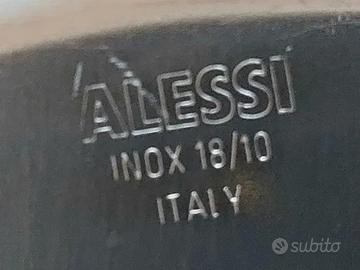 ALESSI
INOX 18/10
ITALY
subito